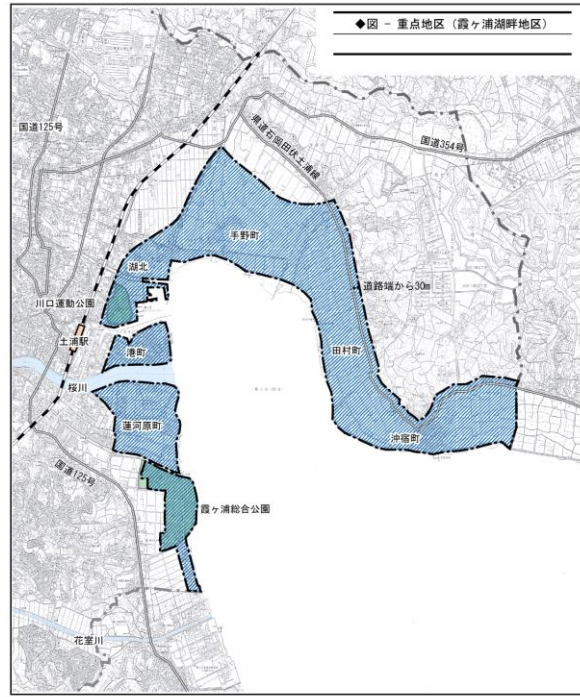 ◆図 - 重点地区(霞ヶ浦湖畔地区)
国道125号
県道石岡田伏土浦線
国道354号
手野町
湖北
道路端から30m
川口運動公園
土浦駅
港町
田村町
桜川
蓮河原町
沖宿町
国道125号
霞ヶ浦総合公園
花室川